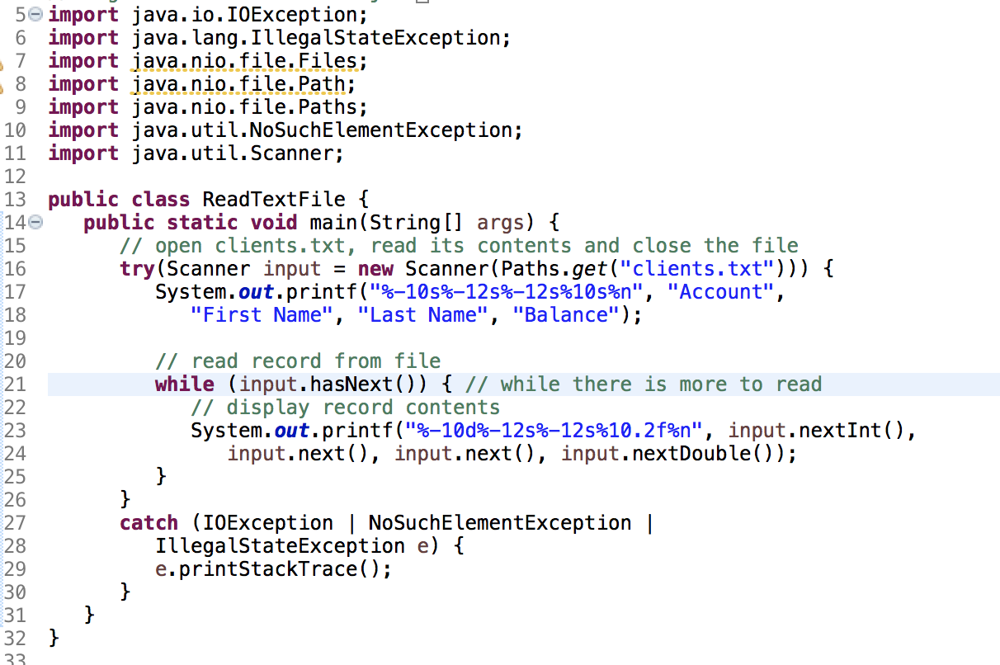 5 import java.io.IOException;
6 import java.lang.IllegalStateException;
7 import java.nio.file.Files;
8 import java.nio.file.Path;
9 import java.nio.file.Paths;
10 import java.util.NoSuchElementException;
11 import java.util.Scanner;
12
13 public class ReadTextFile {
14    public static void main(String[] args) {
15       // open clients.txt, read its contents and close the file
16       try(Scanner input = new Scanner(Paths.get("clients.txt"))) {
17          System.out.printf("%-10s%-12s%-12s%10s%n", "Account",
18             "First Name", "Last Name", "Balance");
19
20          // read record from file
21          while (input.hasNext()) { // while there is more to read
22             // display record contents
23             System.out.printf("%-10d%-12s%-12s%10.2f%n", input.nextInt(),
24                input.next(), input.next(), input.nextDouble());
25          }
26       }
27       catch (IOException | NoSuchElementException |
28          IllegalStateException e) {
29          e.printStackTrace();
30       }
31    }
32 }
33